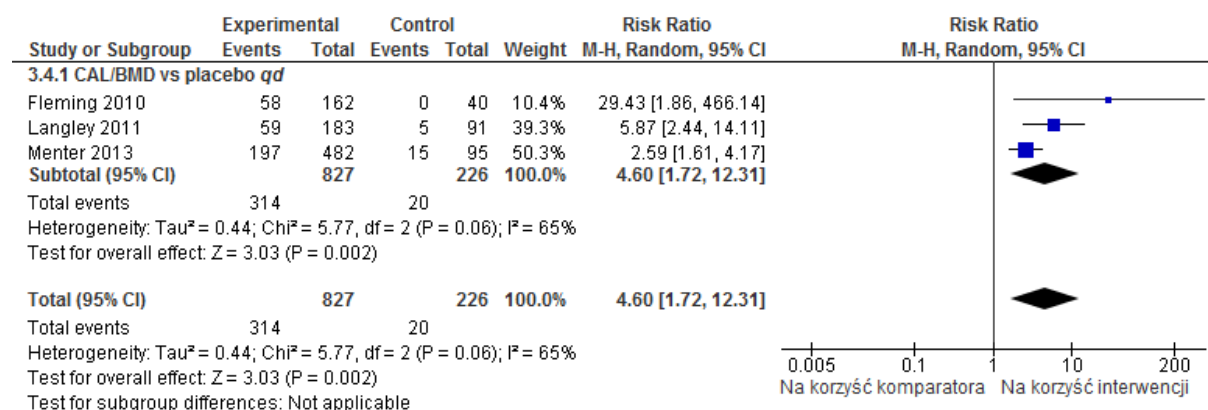 Experimental Control Risk Ratio Risk Ratio
Study or Subgroup Events Total Events Total Weight M-H, Random, 95% CI M-H, Random, 95% CI
3.4.1 CAL/BMD vs placebo qd
Fleming 2010 58 162 0 40 10.4% 29.43 [1.86, 466.14]
Langley 2011 59 183 5 91 39.3% 5.87 [2.44, 14.11]
Menter 2013 197 482 15 95 50.3% 2.59 [1.61, 4.17]
Subtotal (95% CI) 827 226 100.0% 4.60 [1.72, 12.31]
Total events 314 20
Heterogeneity: Tau² = 0.44; Chi² = 5.77, df = 2 (P = 0.06); I² = 65%
Test for overall effect: Z = 3.03 (P = 0.002)
Total (95% CI) 827 226 100.0% 4.60 [1.72, 12.31]
Total events 314 20
Heterogeneity: Tau² = 0.44; Chi² = 5.77, df = 2 (P = 0.06); I² = 65%
Test for overall effect: Z = 3.03 (P = 0.002)
Test for subgroup differences: Not applicable
0.005 0.1 1 10 200
Na korzyść komparatora Na korzyść interwencji